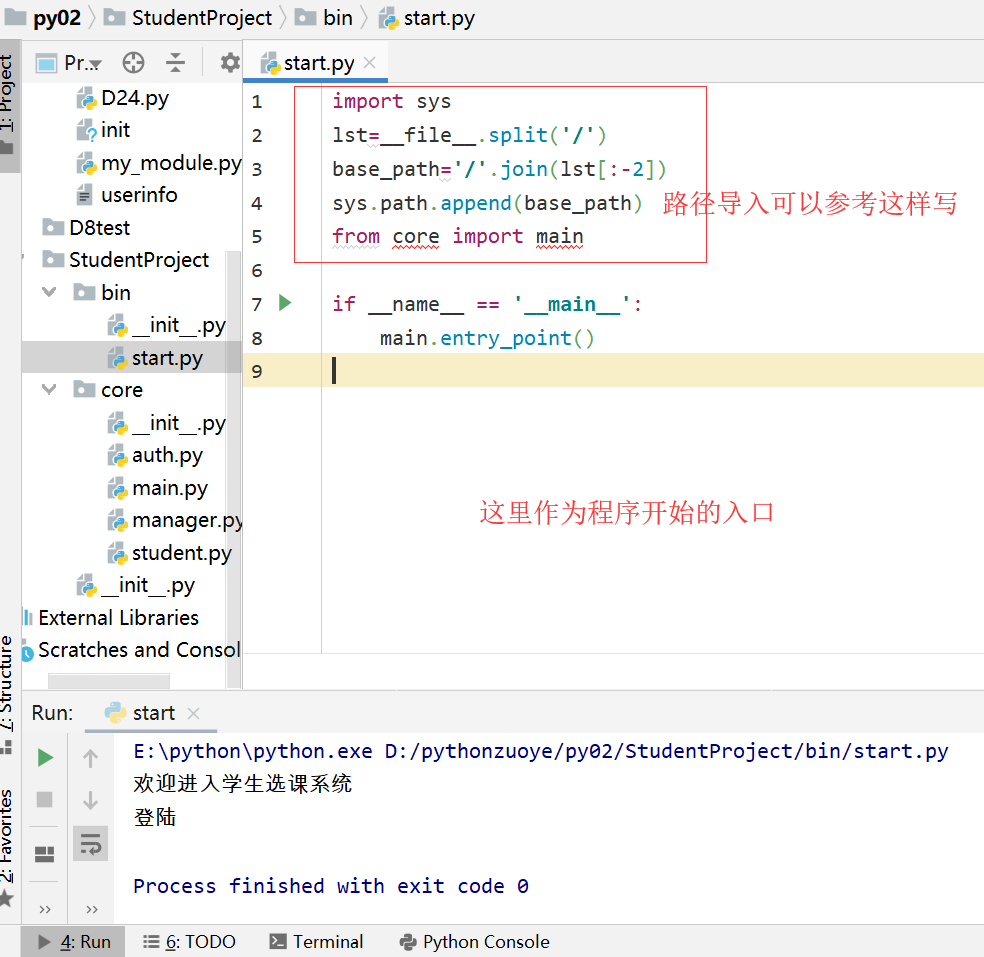 py02 StudentProject bin start.py
1: Project
Pr..
start.py
D24.py
init
my_module.py
userinfo
D8test
StudentProject
bin
__init__.py
start.py
core
__init__.py
auth.py
main.py
manager.py
student.py
__init__.py
External Libraries
Scratches and Consol
1 import sys
2 lst=__file__.split('/')
3 base_path='/'.join(lst[:-2])
4 sys.path.append(base_path) 路径导入可以参考这样写
5 from core import main
6
7 if __name__ == '__main__':
8 main.entry_point()
9
这里作为程序开始的入口
7: Structure
2: Favorites
Run: start
E:\python\python.exe D:/pythonzuoye/py02/StudentProject/bin/start.py
欢迎进入学生选课系统
登陆
Process finished with exit code 0
4: Run 6: TODO Terminal Python Console